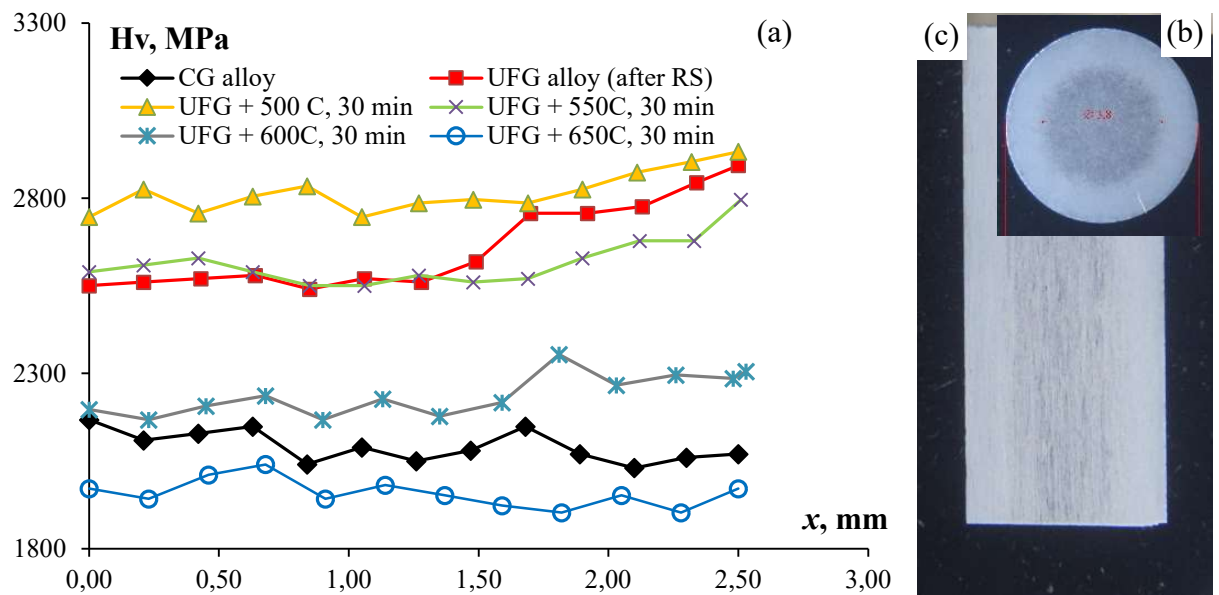 3300
Hv, MPa
(a)
(c)
(b)
CG alloy
UFG alloy (after RS)
UFG + 500 C, 30 min
UFG + 550C, 30 min
UFG + 600C, 30 min
UFG + 650C, 30 min
2800
2300
x, mm
1800
0,00
0,50
1,00
1,50
2,00
2,50
3,00